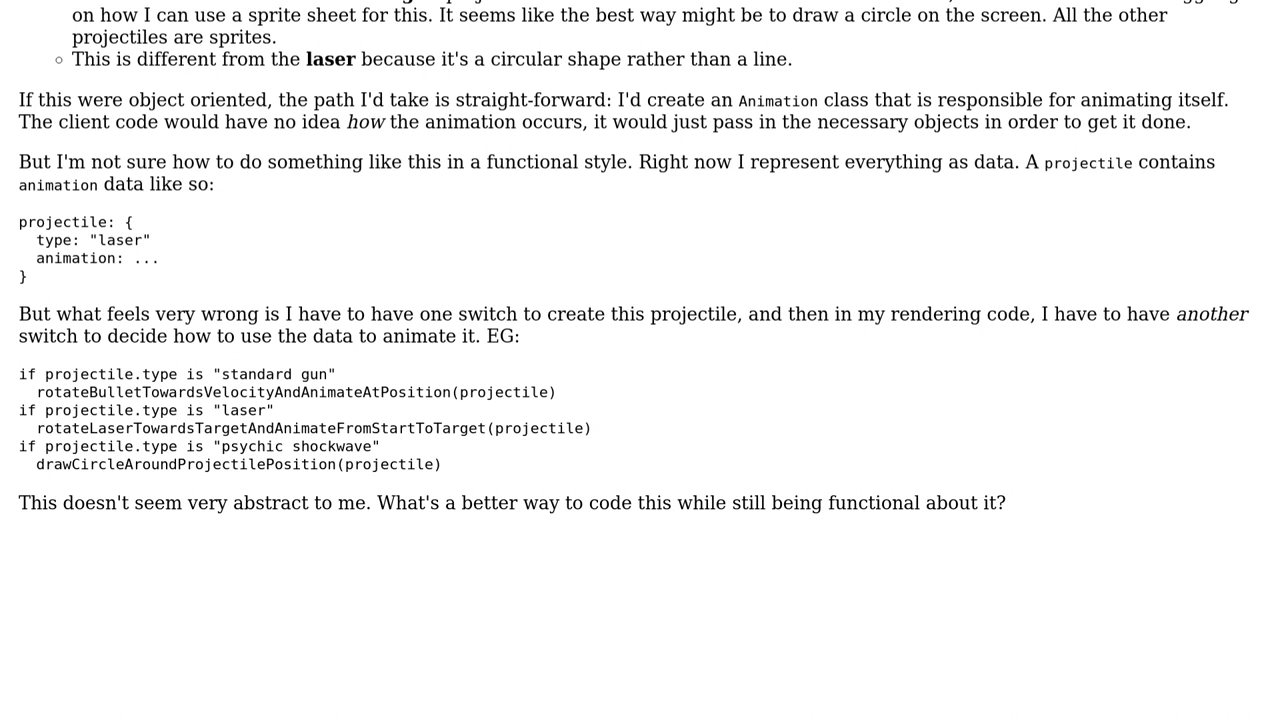 on how I can use a sprite sheet for this. It seems like the best way might be to draw a circle on the screen. All the other
projectiles are sprites.
◦ This is different from the laser because it's a circular shape rather than a line.
If this were object oriented, the path I'd take is straight-forward: I'd create an Animation class that is responsible for animating itself.
The client code would have no idea how the animation occurs, it would just pass in the necessary objects in order to get it done.
But I'm not sure how to do something like this in a functional style. Right now I represent everything as data. A projectile contains
animation data like so:
projectile: {
  type: "laser"
  animation: ...
}
But what feels very wrong is I have to have one switch to create this projectile, and then in my rendering code, I have to have another
switch to decide how to use the data to animate it. EG:
if projectile.type is "standard gun"
  rotateBulletTowardsVelocityAndAnimateAtPosition(projectile)
if projectile.type is "laser"
  rotateLaserTowardsTargetAndAnimateFromStartToTarget(projectile)
if projectile.type is "psychic shockwave"
  drawCircleAroundProjectilePosition(projectile)
This doesn't seem very abstract to me. What's a better way to code this while still being functional about it?